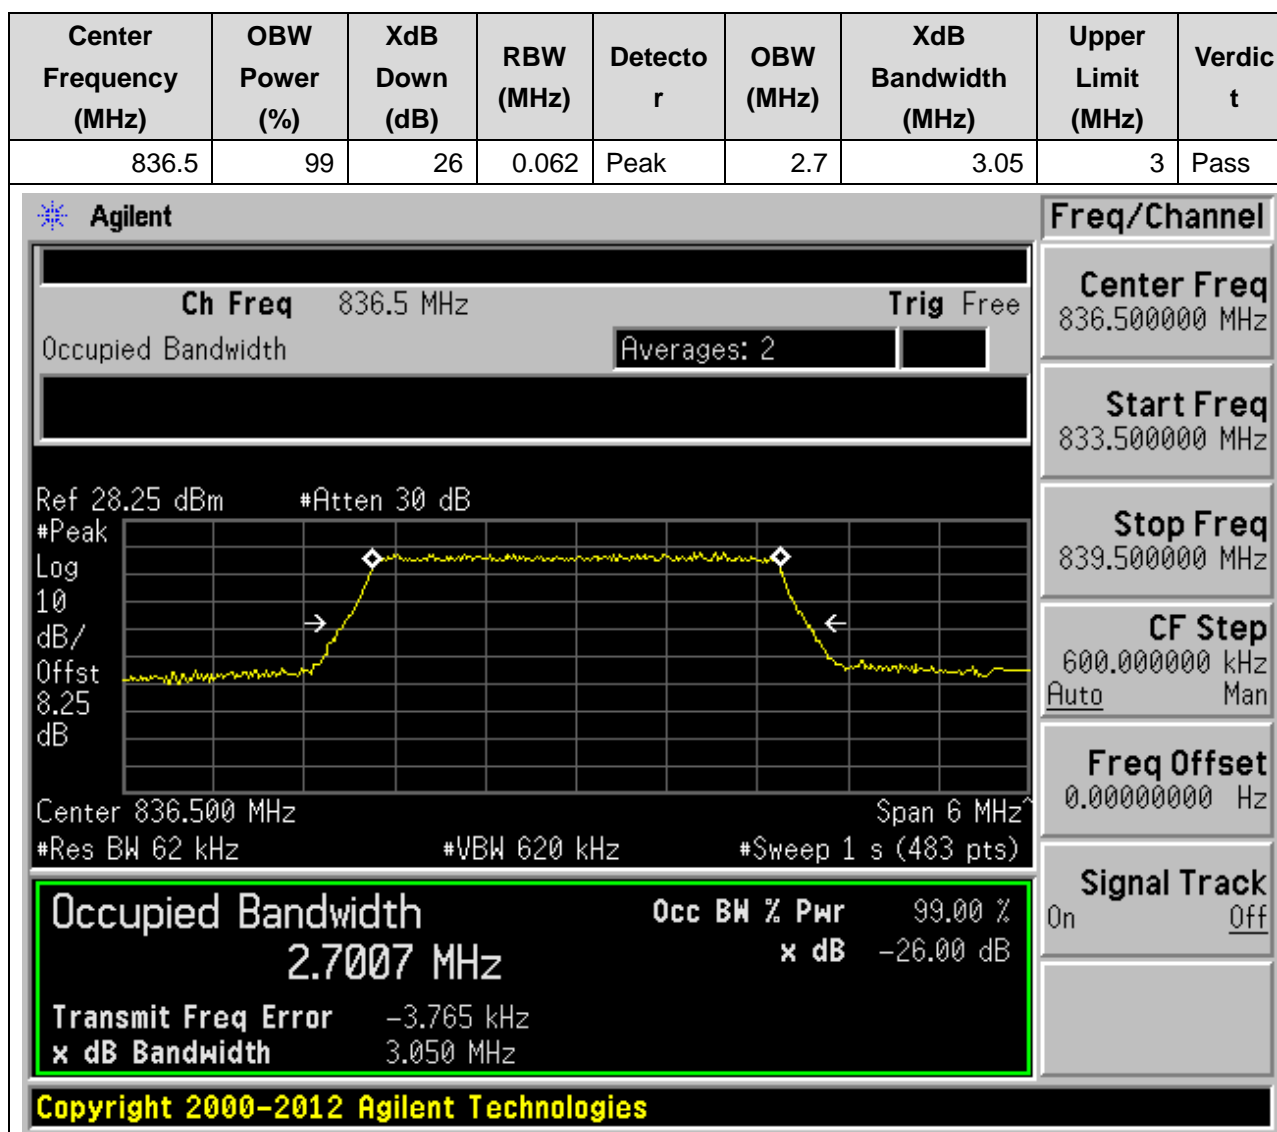 Center Frequency (MHz) OBW Power (%) XdB Down (dB) RBW (MHz) Detector OBW (MHz) XdB Bandwidth (MHz) Upper Limit (MHz) Verdict
836.5 99 26 0.062 Peak 2.7 3.05 3 Pass
Agilent
Freq/Channel
Ch Freq 836.5 MHz Trig Free
Occupied Bandwidth Averages: 2
Center Freq
836.500000 MHz
Start Freq
833.500000 MHz
Stop Freq
839.500000 MHz
CF Step
600.000000 kHz
Auto Man
Freq Offset
0.00000000 Hz
Signal Track
On Off
Ref 28.25 dBm #Atten 30 dB
#Peak
Log
10
dB/
Offst
8.25
dB
Center 836.500 MHz Span 6 MHz^
#Res BW 62 kHz #VBW 620 kHz #Sweep 1 s (483 pts)
Occupied Bandwidth Occ BW % Pwr 99.00 %
2.7007 MHz x dB -26.00 dB
Transmit Freq Error -3.765 kHz
x dB Bandwidth 3.050 MHz
Copyright 2000-2012 Agilent Technologies